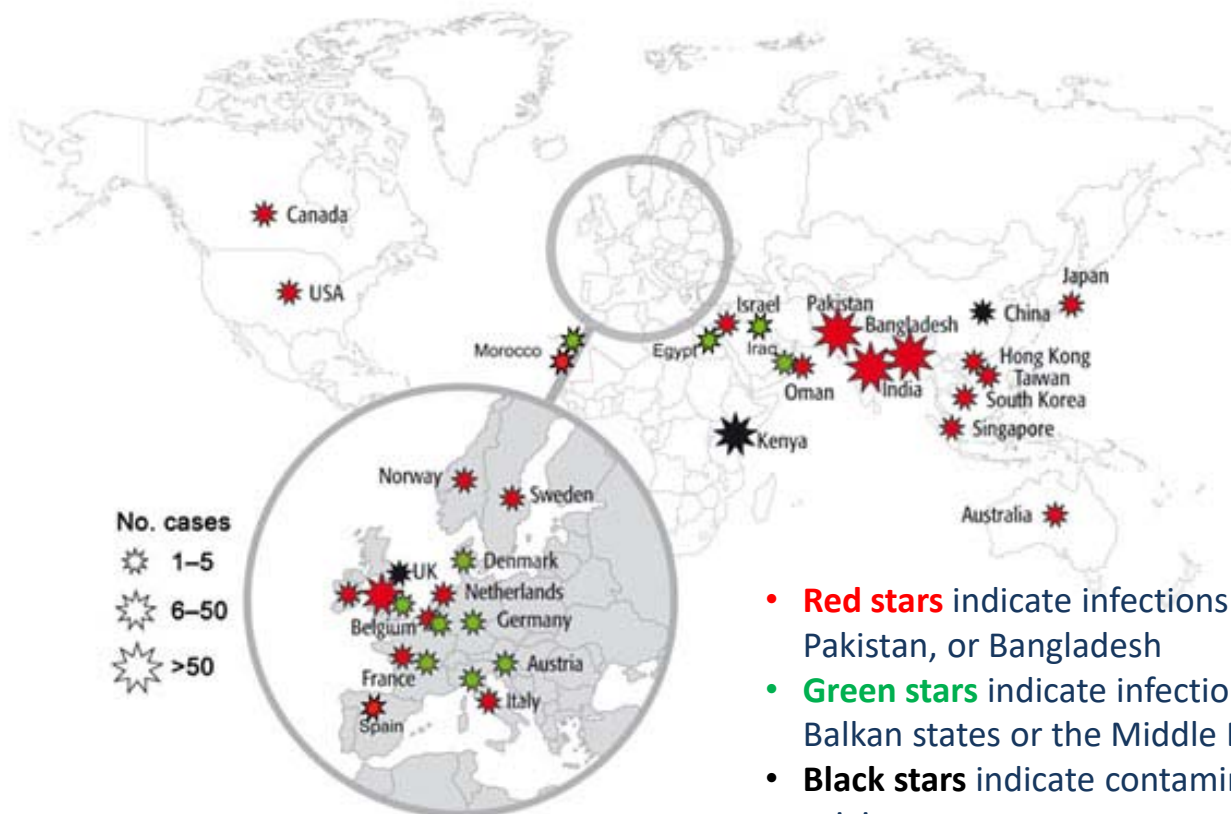 Canada
USA
Japan
Israel
Pakistan
Bangladesh
China
Morocco
Egypt
Iraq
Oman
India
Hong Kong
Taiwan
South Korea
Singapore
Kenya
Australia
Norway
Sweden
UK
Denmark
Netherlands
Belgium
Germany
France
Austria
Italy
Spain
No. cases
1–5
6–50
>50
• Red stars indicate infections
Pakistan, or Bangladesh
• Green stars indicate
Balkan states or the Middle
• Black stars indicate